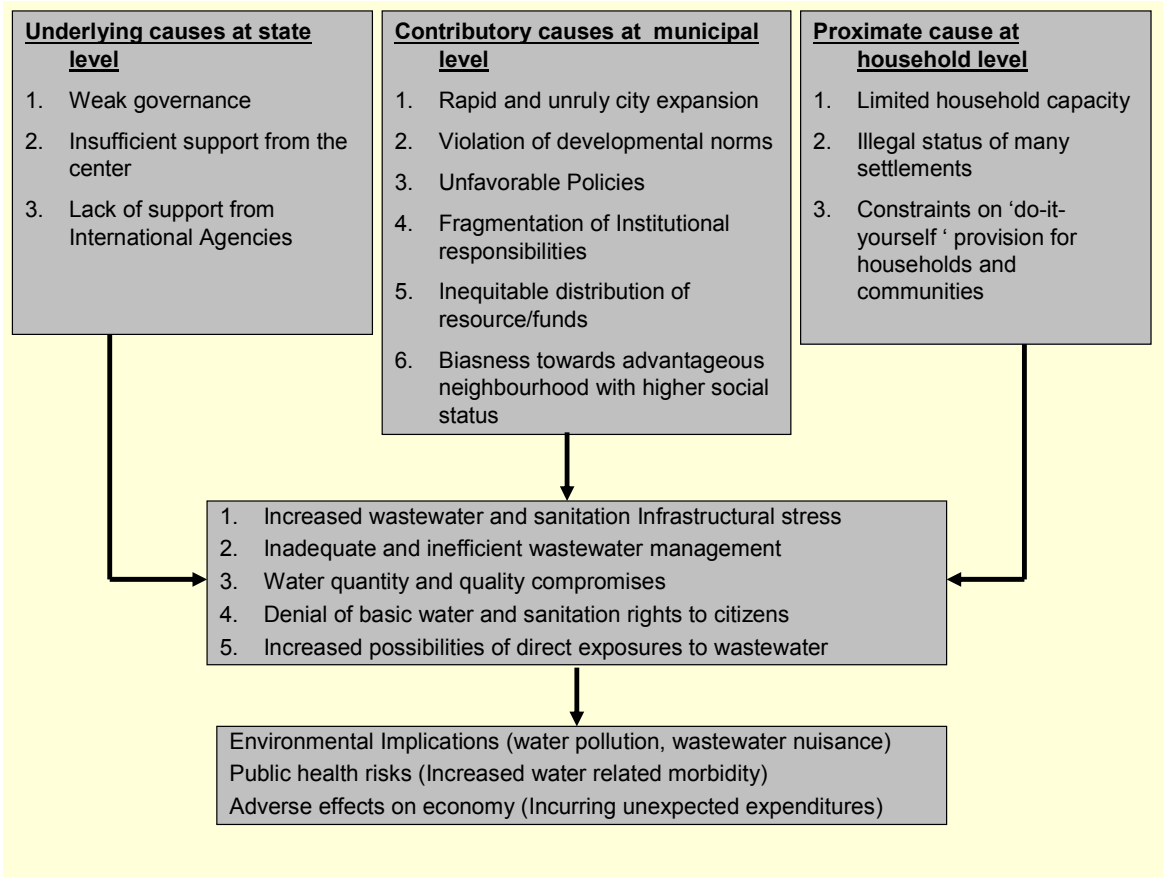 Underlying causes at state
level
1. Weak governance
2. Insufficient support from the
center
3. Lack of support from
International Agencies
Contributory causes at municipal
level
1. Rapid and unruly city expansion
2. Violation of developmental norms
3. Unfavorable Policies
4. Fragmentation of Institutional
responsibilities
5. Inequitable distribution of
resource/funds
6. Biasness towards advantageous
neighbourhood with higher social
status
Proximate cause at
household level
1. Limited household capacity
2. Illegal status of many
settlements
3. Constraints on ‘do-it-
yourself ‘ provision for
households and
communities
1. Increased wastewater and sanitation Infrastructural stress
2. Inadequate and inefficient wastewater management
3. Water quantity and quality compromises
4. Denial of basic water and sanitation rights to citizens
5. Increased possibilities of direct exposures to wastewater
Environmental Implications (water pollution, wastewater nuisance)
Public health risks (Increased water related morbidity)
Adverse effects on economy (Incurring unexpected expenditures)